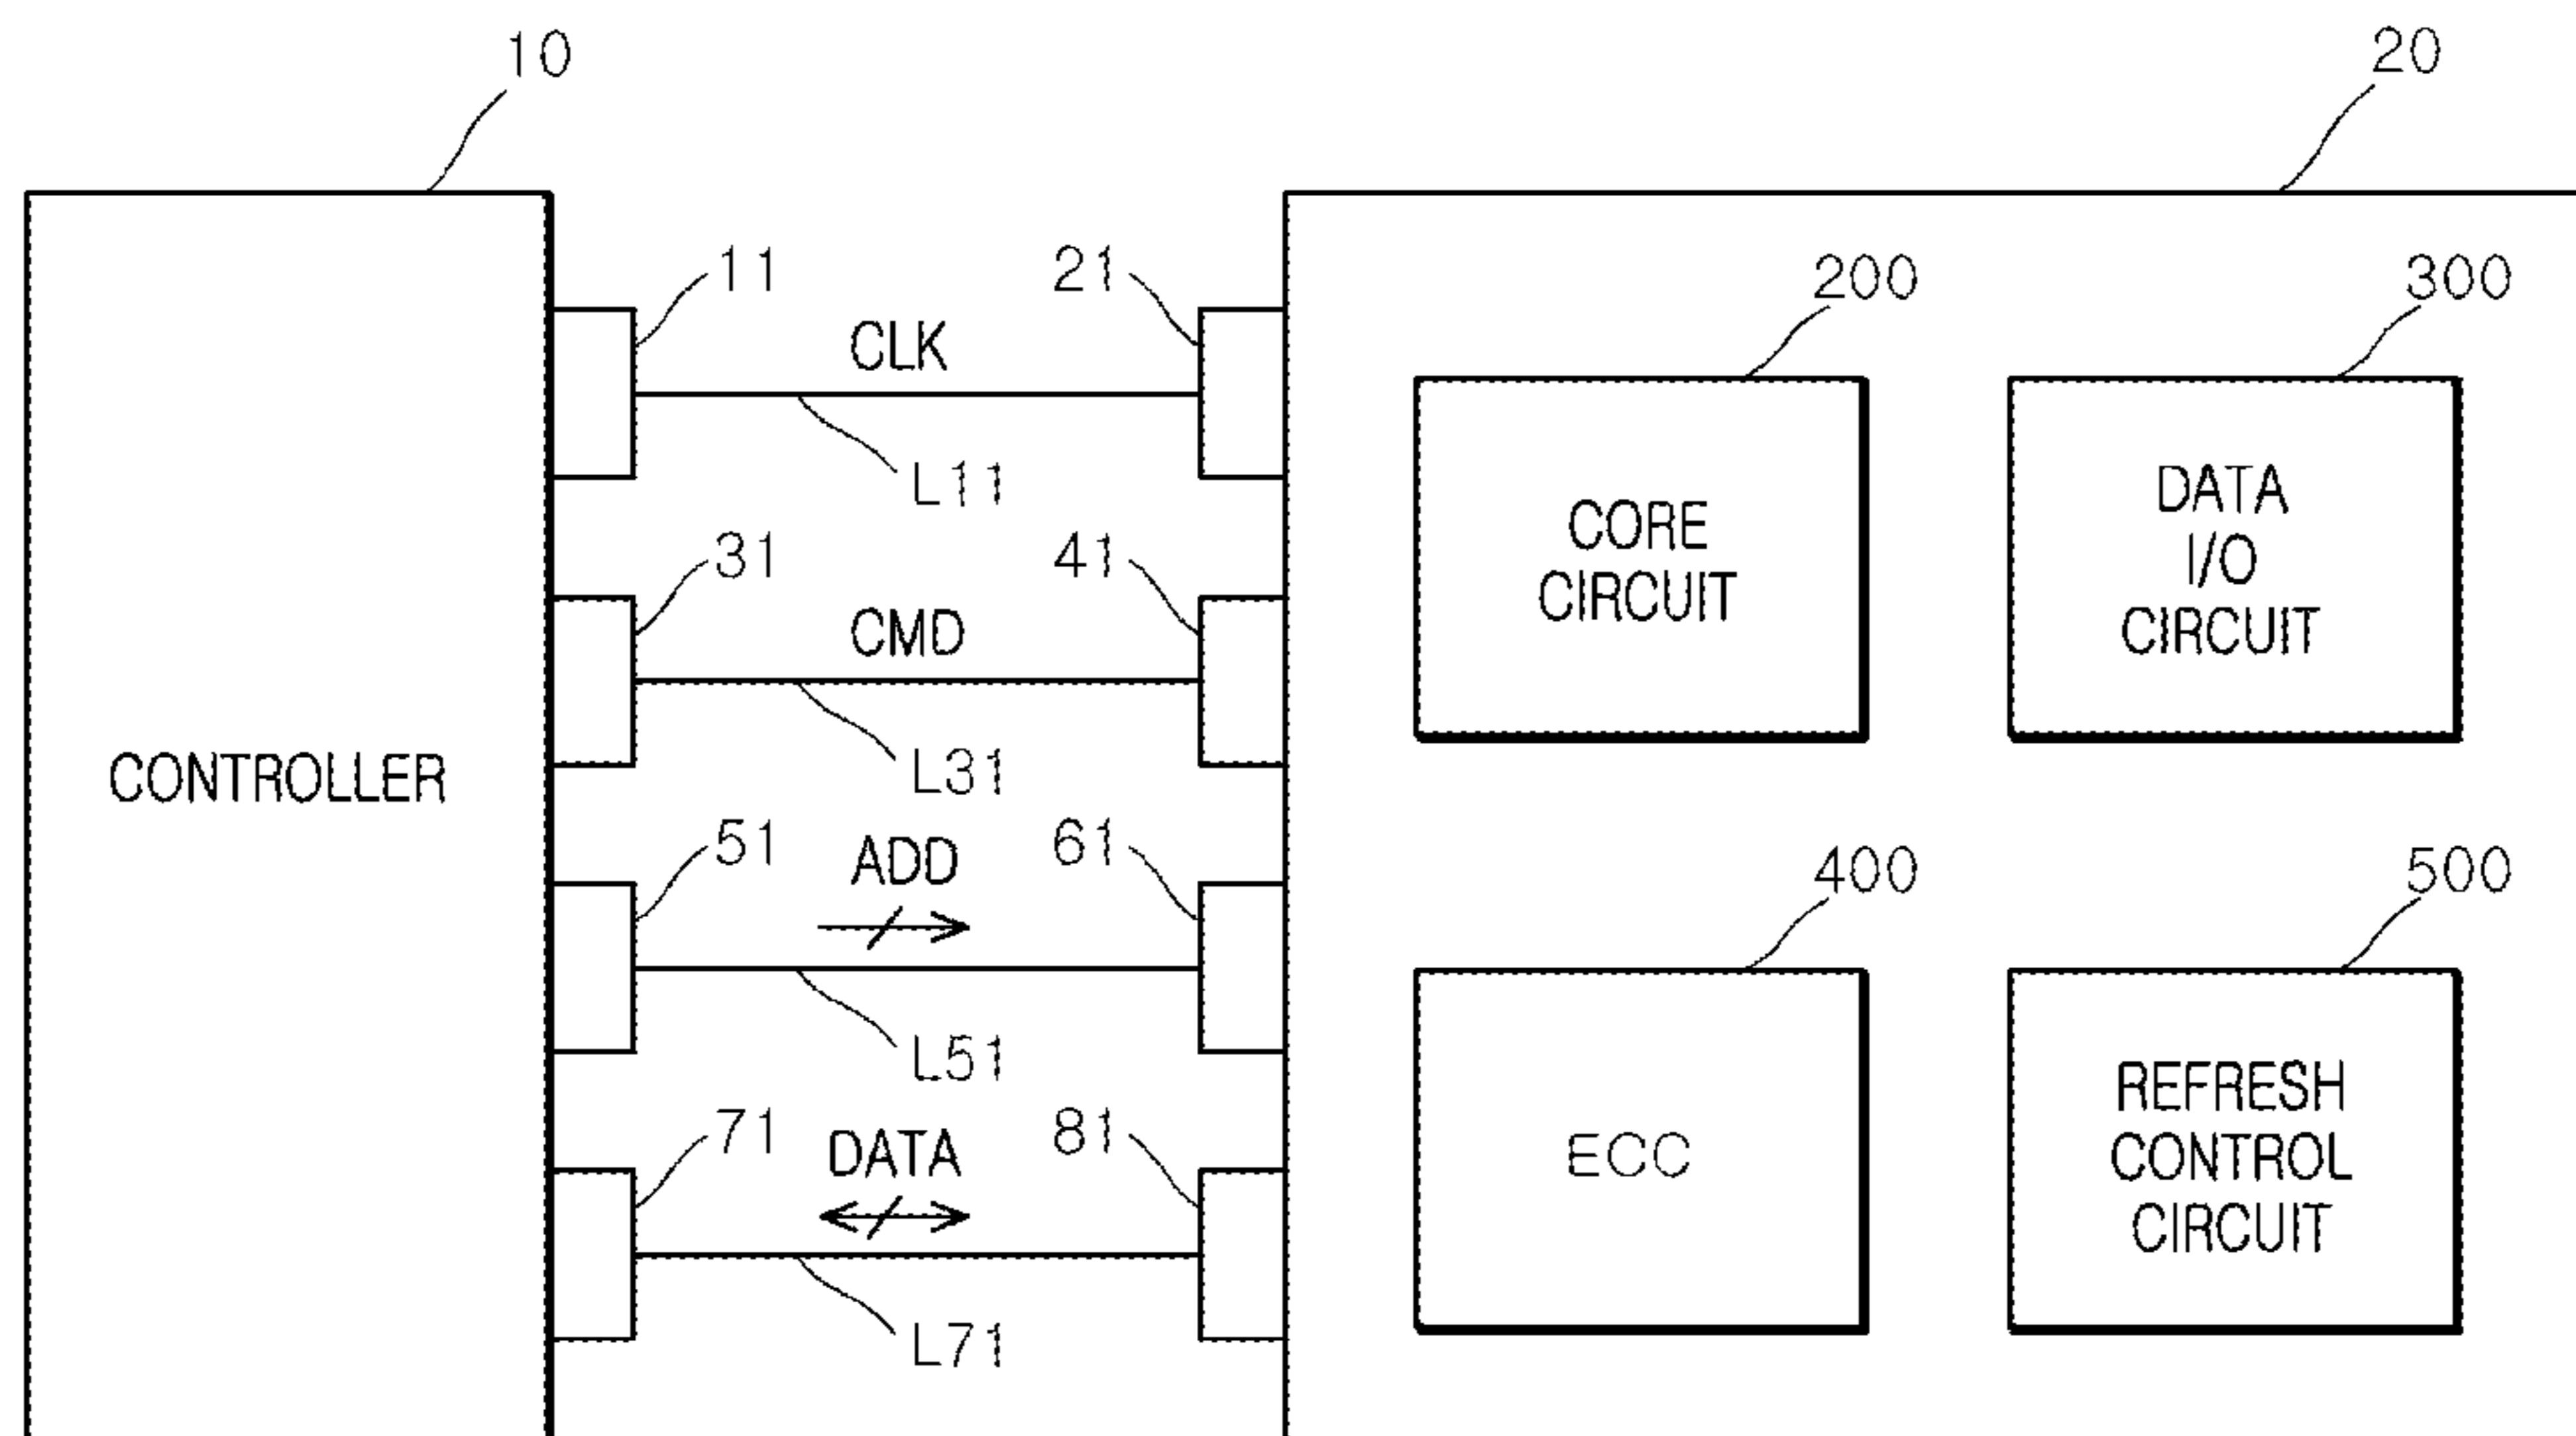 10
20
11
21
200
300
CLK
L11
CORE
CIRCUIT
DATA
I/O
CIRCUIT
31
41
CMD
L31
CONTROLLER
51
61
ADD
400
500
L51
71
81
DATA
L71
ECC
REFRESH
CONTROL
CIRCUIT